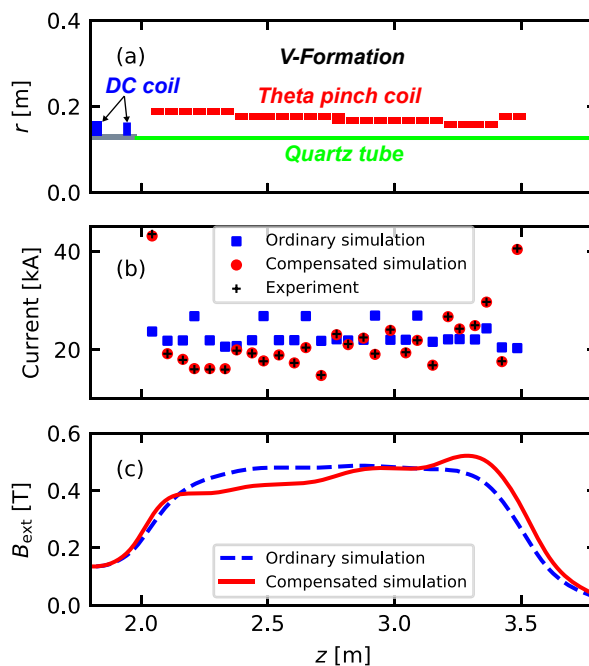 0.4
(a)
V-Formation
DC coil
Theta pinch coil
0.2
r [m]
Quartz tube
0.0
(b)
Ordinary simulation
Compensated simulation
Experiment
40
20
Current [kA]
0.6
(c)
0.4
0.2
0.0
B_ext [T]
Ordinary simulation
Compensated simulation
2.0 2.5 3.0 3.5
z [m]